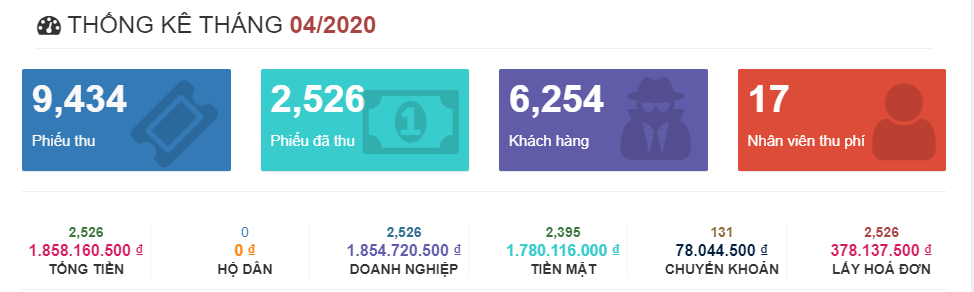 THỐNG KÊ THÁNG 04/2020
9,434
Phiếu thu
2,526
1
Phiếu đã thu
6,254
Khách hàng
17
Nhân viên thu phí
2,526
1.858.160.500 ₫
TỔNG TIỀN
0
0 ₫
HỘ DÂN
2,526
1.854.720.500 ₫
DOANH NGHIỆP
2,395
1.780.116.000 ₫
TIỀN MẶT
131
78.044.500 ₫
CHUYỂN KHOẢN
2,526
378.137.500 ₫
LẤY HOÁ ĐƠN